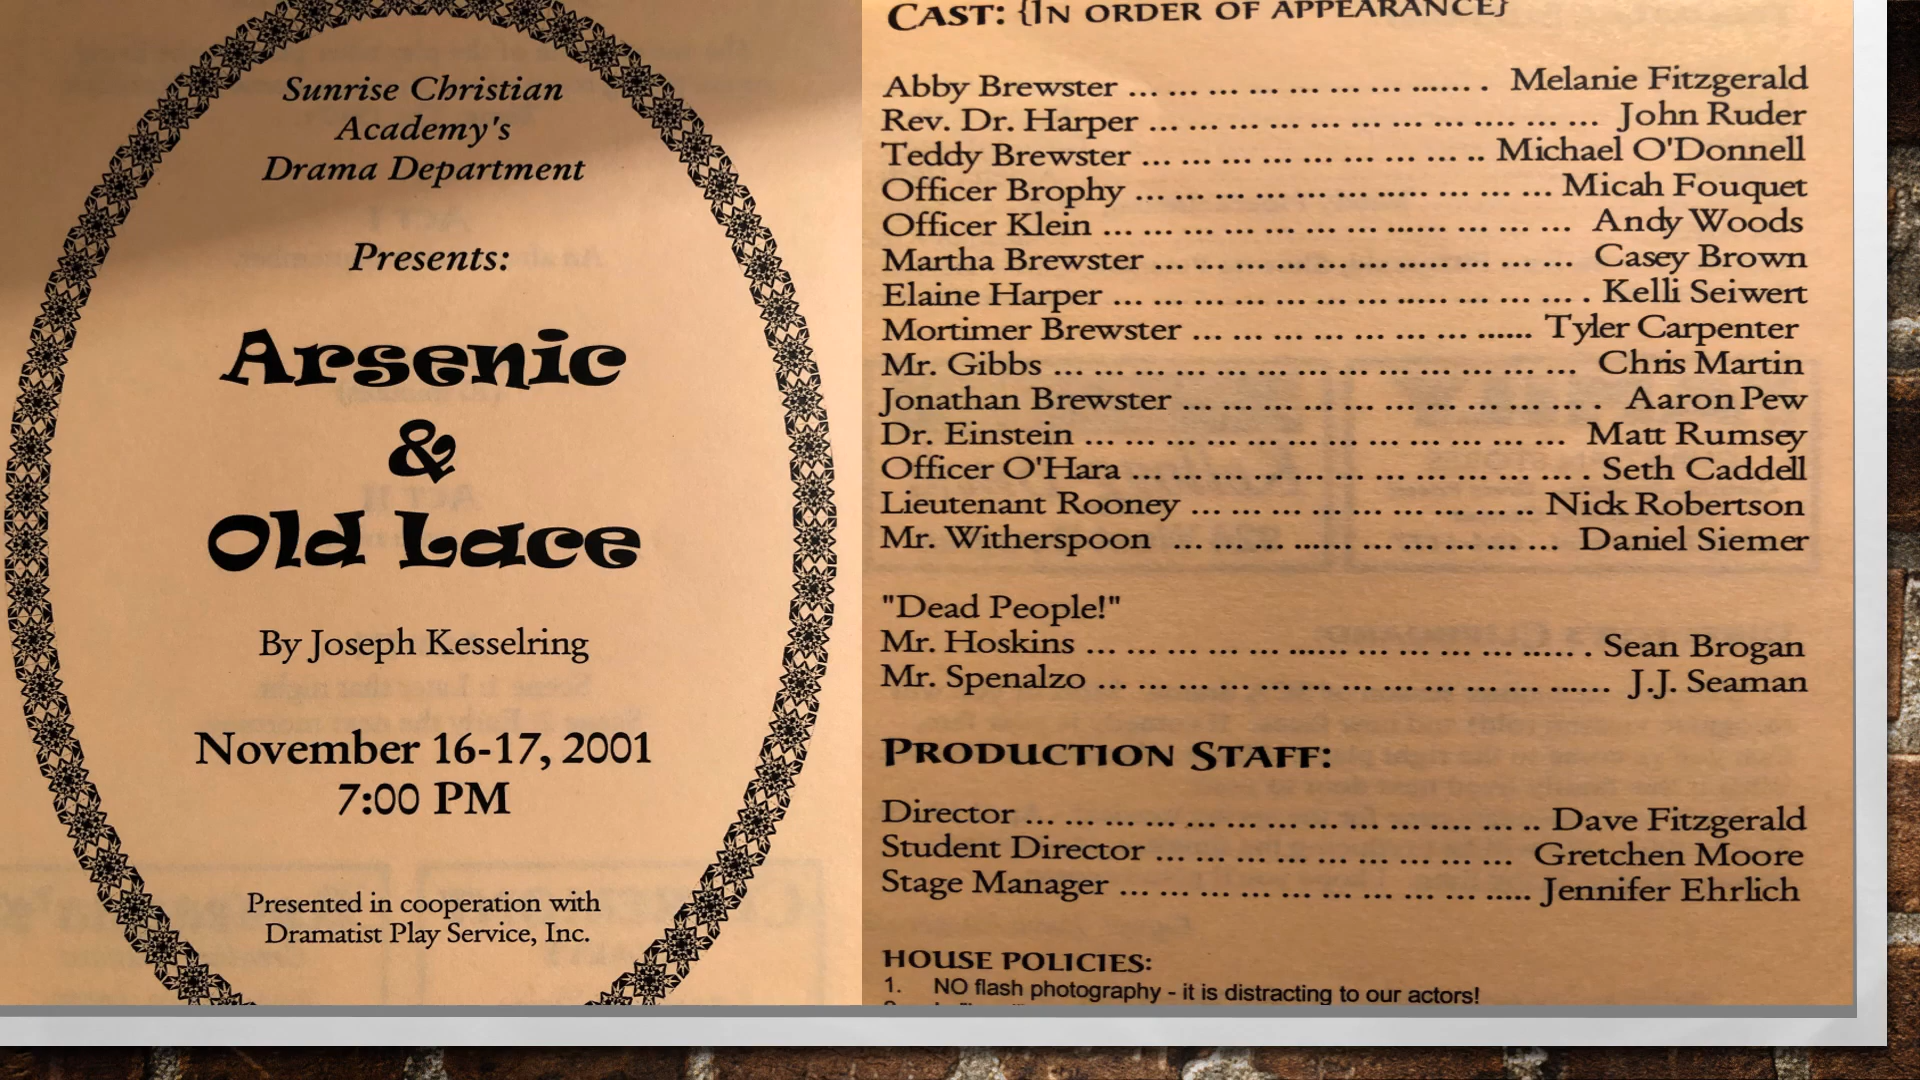 Sunrise Christian
Academy's
Drama Department
Presents:
Arsenic
&
Old Lace
By Joseph Kesselring
November 16-17, 2001
7:00 PM
Presented in cooperation with
Dramatist Play Service, Inc.
CAST: {IN ORDER OF APPEARANCE}
Abby Brewster ... ... ... ... ... ... ... ...... . Melanie Fitzgerald
Rev. Dr. Harper ... ... ... ... ... ... ... ... .... ... ... John Ruder
Teddy Brewster ... ... ... ... ... ... ... ... .. Michael O'Donnell
Officer Brophy ... ... ... ... ... ... ...... ... ... ... Micah Fouquet
Officer Klein ... ... ... ... ... ... ... ...... ... ... ... Andy Woods
Martha Brewster ... ... ... ... ... ... ...... ... ... ... Casey Brown
Elaine Harper ... ... ... ... ... ... ... ...... ... ... ... . Kelli Seiwert
Mortimer Brewster ... ... ... ... ... ... ... ...... Tyler Carpenter
Mr. Gibbs ... ... ... ... ... ... ... ... ... ... ... ... ... Chris Martin
Jonathan Brewster ... ... ... ... ... ... ... ... ... ... . Aaron Pew
Dr. Einstein ... ... ... ... ... ... ... ... ... ... ... ... Matt Rumsey
Officer O'Hara ... ... ... ... ... ... ... ... ... ... ... . Seth Caddell
Lieutenant Rooney ... ... ... ... ... ... ... ... .. Nick Robertson
Mr. Witherspoon ... ... ... ...... ... ... ... ... ... Daniel Siemer
"Dead People!"
Mr. Hoskins ... ... ... ... ... ...... ... ... ... ... ...... . Sean Brogan
Mr. Spenalzo ... ... ... ... ... ... ... ... ... ... ... ...... J.J. Seaman
PRODUCTION STAFF:
Director ... ... ... ... ... ... ... ... ... ... .... ... .. Dave Fitzgerald
Student Director ... ... ... ... ... ... ... ... ... Gretchen Moore
Stage Manager ... ... ... ... ... ... ... ... ... ..... Jennifer Ehrlich
HOUSE POLICIES:
1. NO flash photography - it is distracting to our actors!